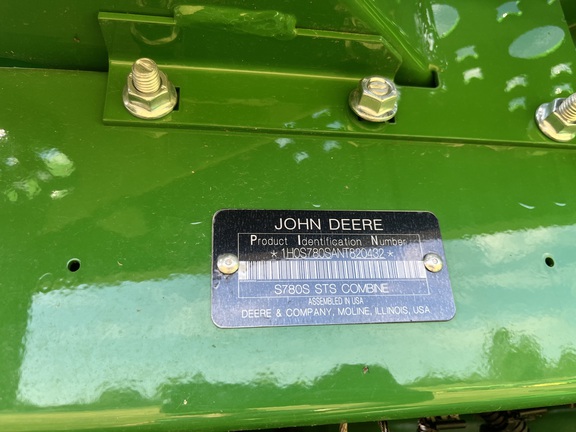 JOHN DEERE
Product Identification Number
*1H0S780SANT820432*
S780S STS COMBINE
ASSEMBLED IN USA
DEERE & COMPANY, MOLINE, ILLINOIS, USA